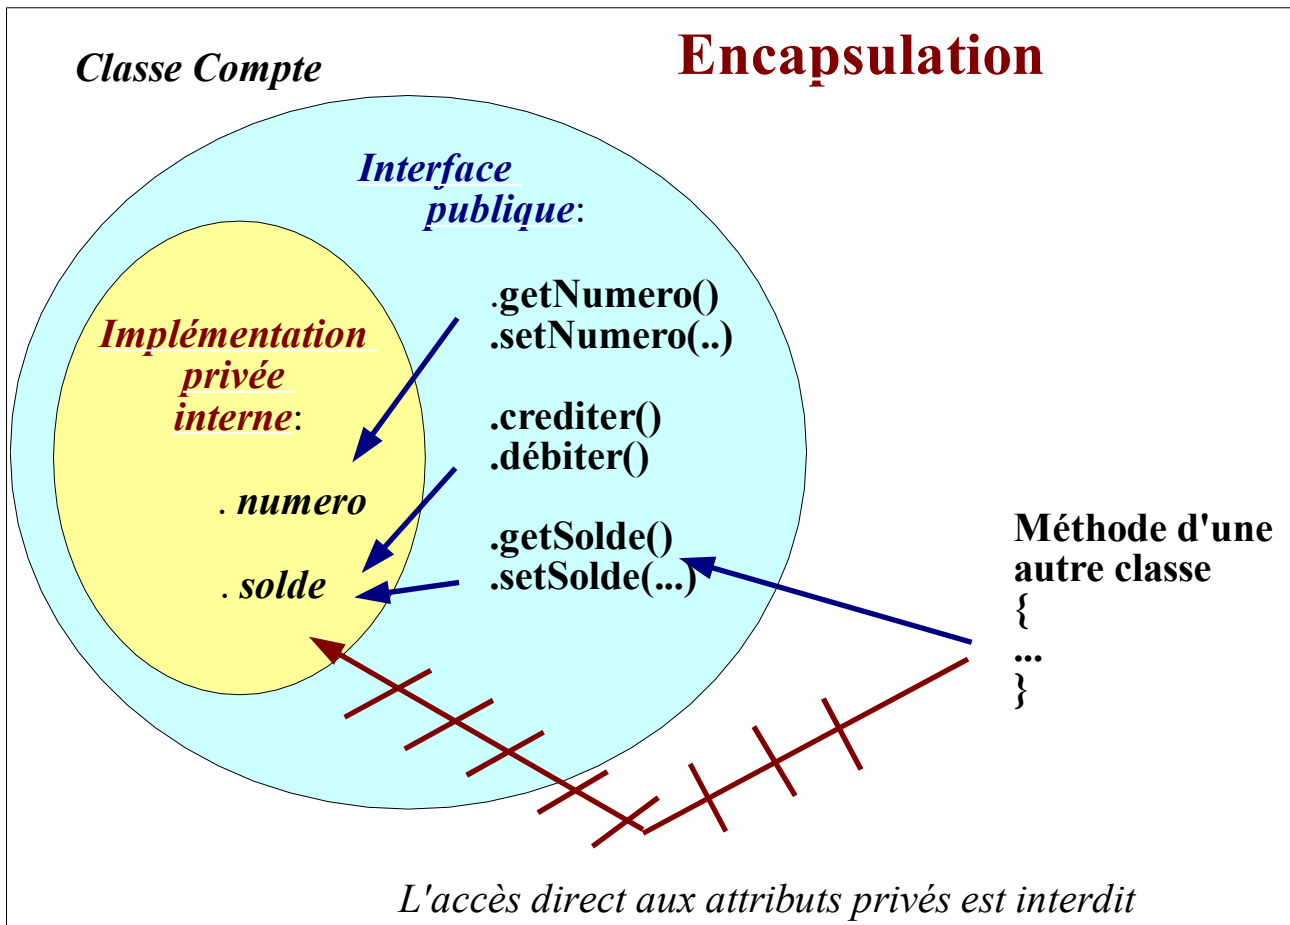 Encapsulation
Classe Compte
Interface
publique:
.getNumero()
.setNumero(..)
Implémentation
privée
interne:
.crediter()
.débiter()
. numero
.getSolde()
.setSolde(...)
. solde
Méthode d'une
autre classe
{
...
}
L'accès direct aux attributs privés est interdit